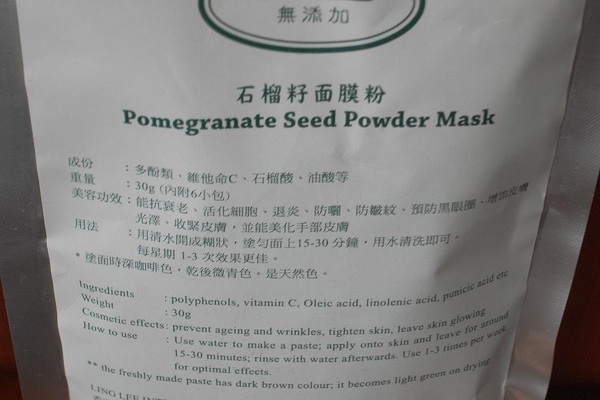 無添加
石榴籽面膜粉
Pomegranate Seed Powder Mask
成份 : 多酚類、維他命C、石榴酸、油酸等
重量 : 30g (內附6小包)
美容功效 : 能抗衰老、活化細胞、退炎、防曬、防皺紋、預防黑眼圈、增加皮膚
光澤、收緊皮膚，並能美化手部皮膚
用法 : 用清水開成糊狀，塗匀面上15-30 分鐘，用水清洗即可。
每星期 1-3 次效果更佳。
* 塗面時深咖啡色，乾後微青色。是天然色。
Ingredients : polyphenols, vitamin C, Oleic acid, linolenic acid, punicic acid etc
Weight : 30g
Cosmetic effects : prevent ageing and wrinkles, tighten skin, leave skin glowing
How to use : Use water to make a paste; apply onto skin and leave for around
15-30 minutes; rinse with water afterwards. Use 1-3 times per week
for optimal effects.
** the freshly made paste has dark brown colour; it becomes light green on drying
LING LEE